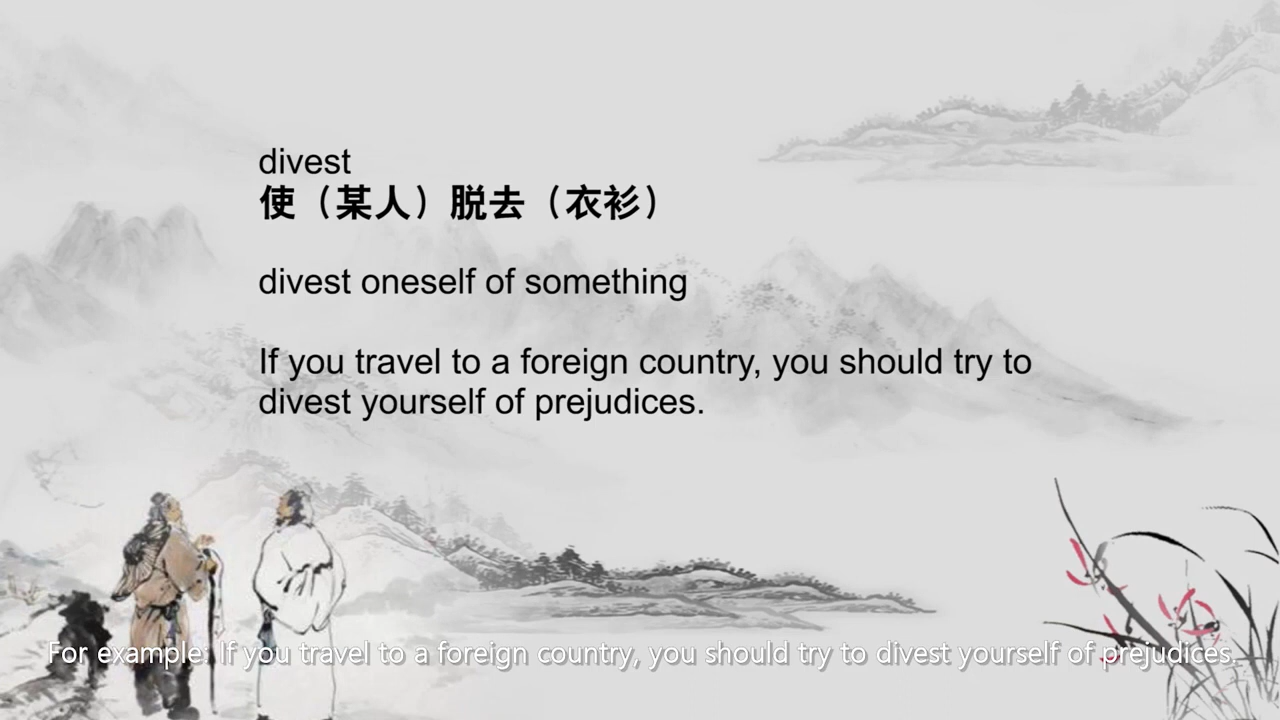 divest
使（某人）脱去（衣衫）
divest oneself of something
If you travel to a foreign country, you should try to
divest yourself of prejudices.
For example: If you travel to a foreign country, you should try to divest yourself of prejudices.